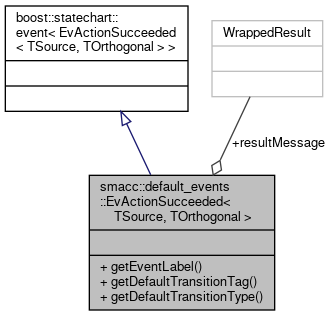 boost::statechart::
event< EvActionSucceeded
< TSource, TOrthogonal > >
WrappedResult
+resultMessage
smacc::default_events
::EvActionSucceeded<
TSource, TOrthogonal >
+ getEventLabel()
+ getDefaultTransitionTag()
+ getDefaultTransitionType()